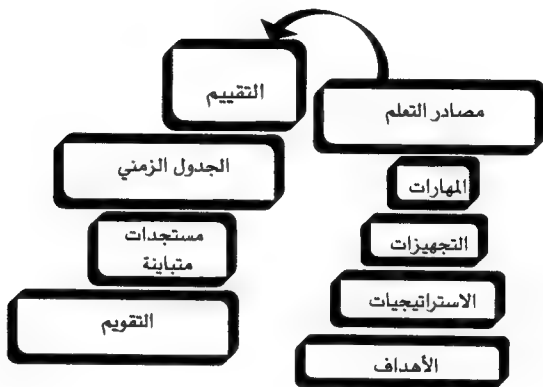 التقييم
مصادر التعلم
الجدول الزمني
المهارات
مستجدات
متباينة
التجهيزات
الاستراتيجيات
التقويم
الأهداف